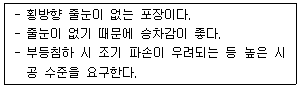 - 횡방향 줄눈이 없는 포장이다.
- 줄눈이 없기 때문에 승차감이 좋다.
- 부등침하 시 조기 파손이 우려되는 등 높은 시
공 수준을 요구한다.